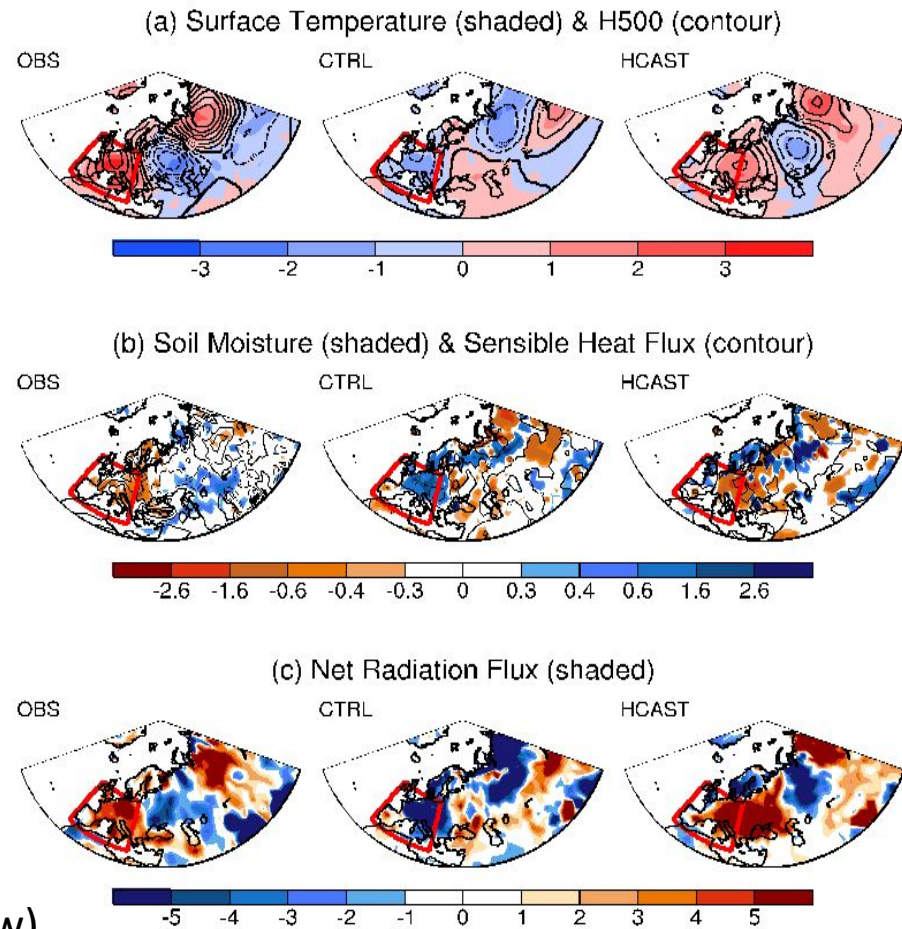 (a) Surface Temperature (shaded) & H500 (contour)
OBS CTRL HCAST
-3 -2 -1 0 1 2 3
(b) Soil Moisture (shaded) & Sensible Heat Flux (contour)
OBS CTRL HCAST
-2.6 -1.6 -0.6 -0.4 -0.3 0 0.3 0.4 0.6 1.6 2.6
(c) Net Radiation Flux (shaded)
OBS CTRL HCAST
-5 -4 -3 -2 -1 0 1 2 3 4 5
w)